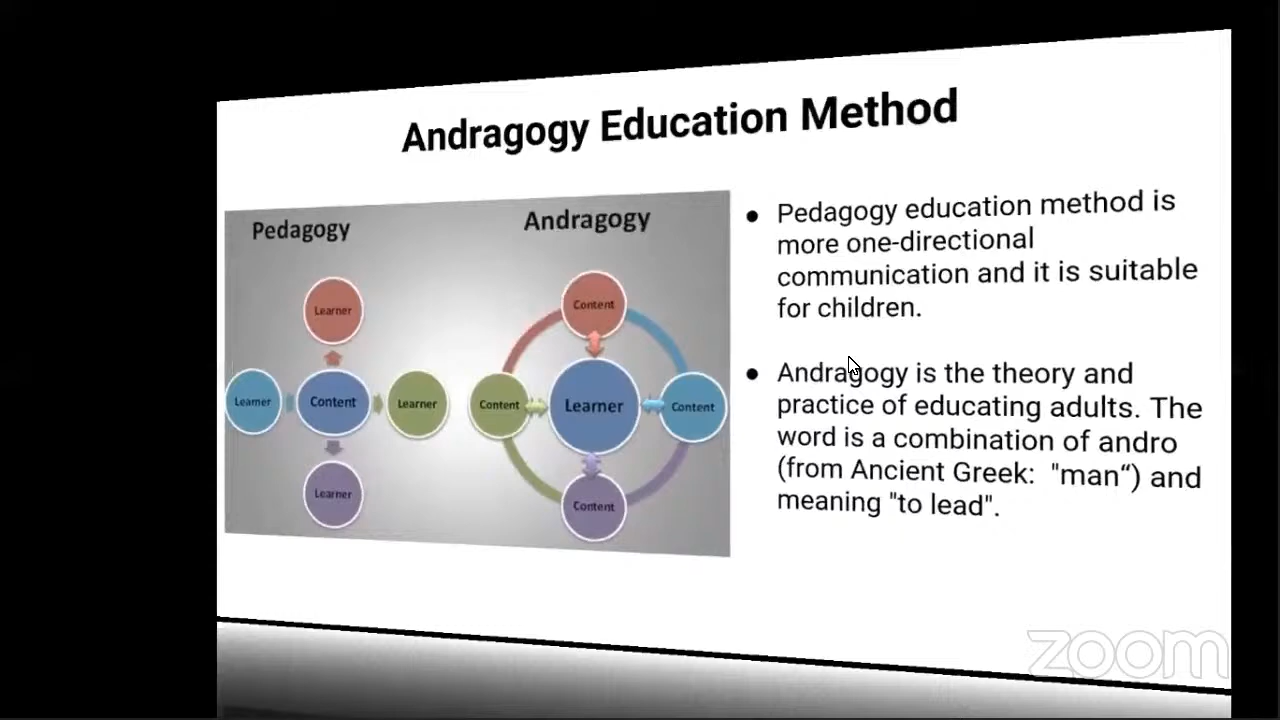 Andragogy Education Method
Pedagogy
Andragogy
Learner
Learner
Content
Learner
Learner
Content
Content
Learner
Content
Content
● Pedagogy education method is
more one-directional
communication and it is suitable
for children.
● Andragogy is the theory and
practice of educating adults. The
word is a combination of andro
(from Ancient Greek: "man“) and
meaning "to lead".
zoom